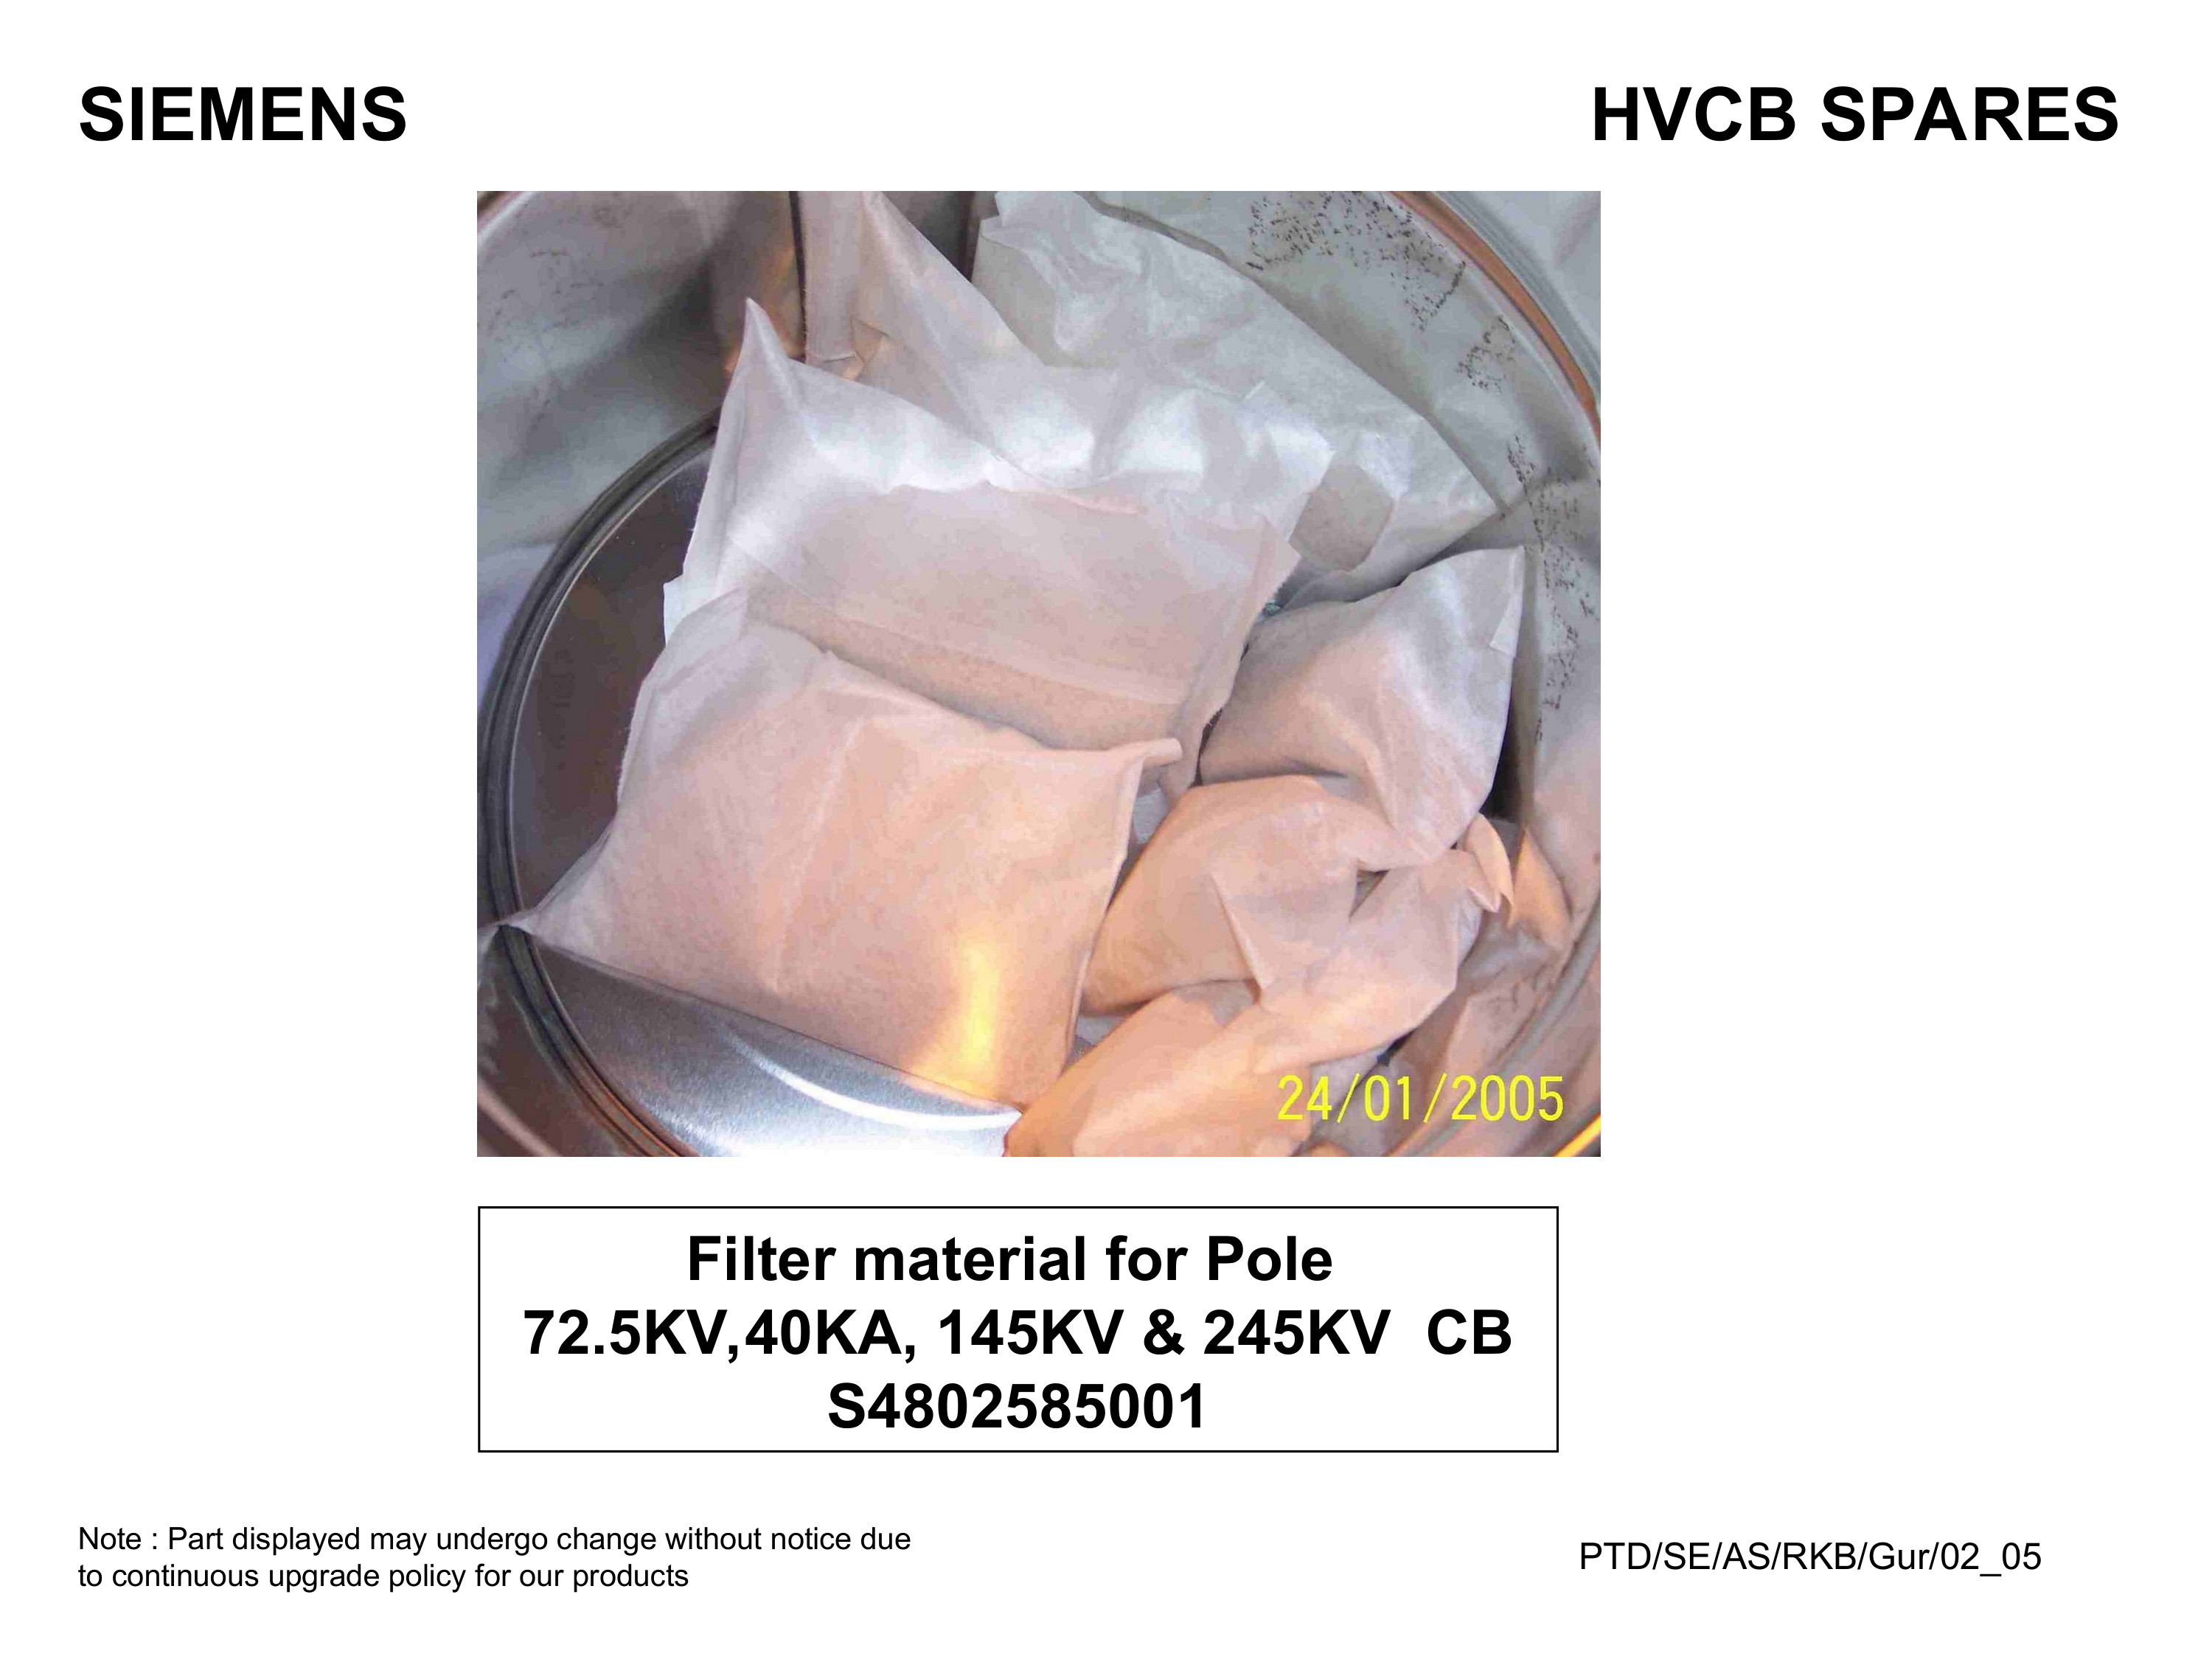 SIEMENS
HVCB SPARES
24/01/2005
Filter material for Pole
72.5KV,40KA, 145KV & 245KV  CB
S4802585001
Note : Part displayed may undergo change without notice due
to continuous upgrade policy for our products
PTD/SE/AS/RKB/Gur/02_05